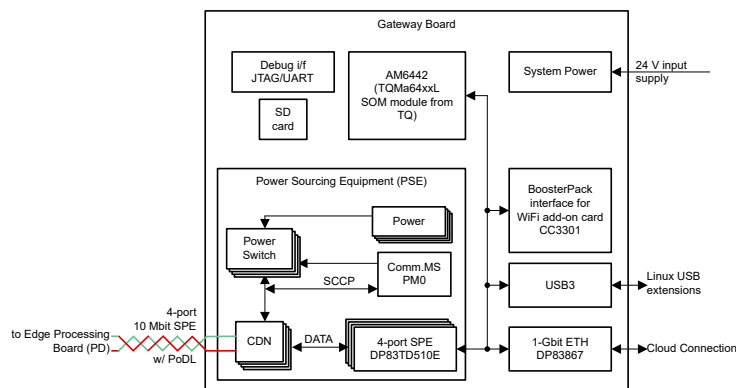 Gateway Board
Debug i/f
JTAG/UART
SD
card
AM6442
(TQMa64xxL
SOM module from
TQ)
System Power
24 V input
supply
Power Sourcing Equipment (PSE)
Power
Power
Switch
Comm.MS
PM0
SCCP
BoosterPack
interface for
WiFi add-on card
CC3301
USB3
Linux USB
extensions
4-port
10 Mbit SPE
to Edge Processing
Board (PD)
w/ PoDL
CDN
DATA
4-port SPE
DP83TD510E
1-Gbit ETH
DP83867
Cloud Connection